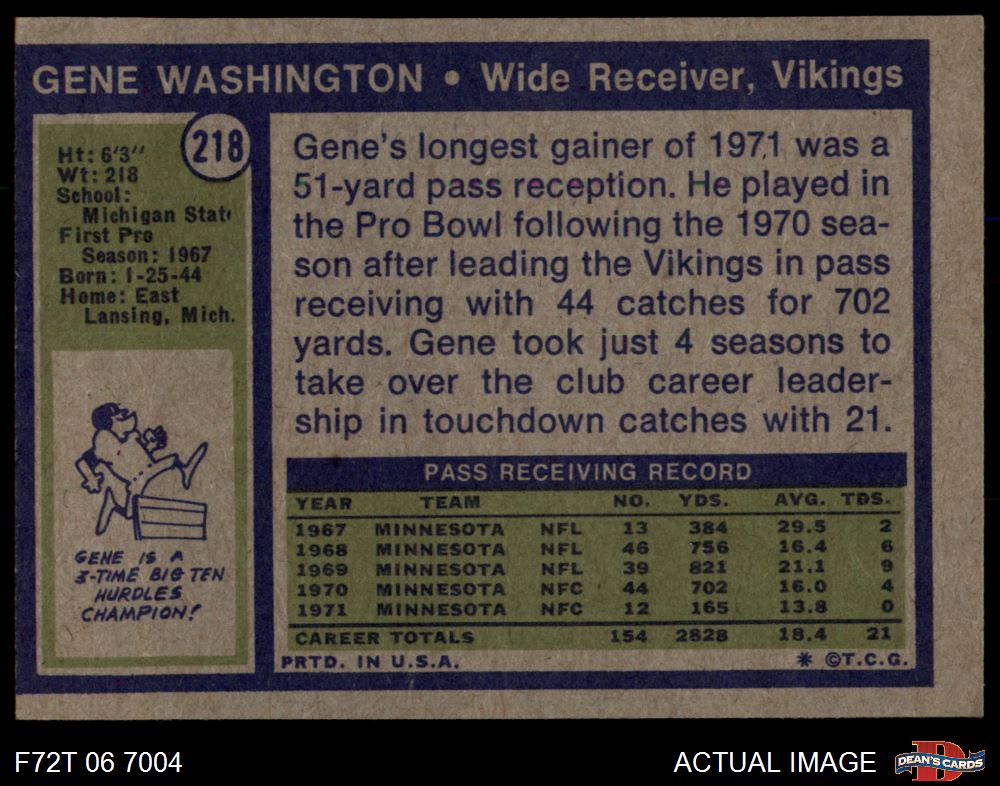 GENE WASHINGTON • Wide Receiver, Vikings
218
Ht: 6'3"
Wt: 218
School:
Michigan State
First Pro
Season: 1967
Born: 1-25-44
Home: East
Lansing, Mich.
GENE IS A
3-TIME BIG TEN
HURDLES
CHAMPION!
Gene's longest gainer of 1971 was a
51-yard pass reception. He played in
the Pro Bowl following the 1970 sea-
son after leading the Vikings in pass
receiving with 44 catches for 702
yards. Gene took just 4 seasons to
take over the club career leader-
ship in touchdown catches with 21.
PASS RECEIVING RECORD
YEAR TEAM NO. YDS. AVG. TDS.
1967 MINNESOTA NFL 13 384 29.5 2
1968 MINNESOTA NFL 46 756 16.4 6
1969 MINNESOTA NFL 39 821 21.1 9
1970 MINNESOTA NFC 44 702 16.0 4
1971 MINNESOTA NFC 12 165 13.8 0
CAREER TOTALS 154 2828 18.4 21
PRTD. IN U.S.A. * ©T.C.G.
F72T 06 7004 ACTUAL IMAGE
D
DEAN'S CARDS